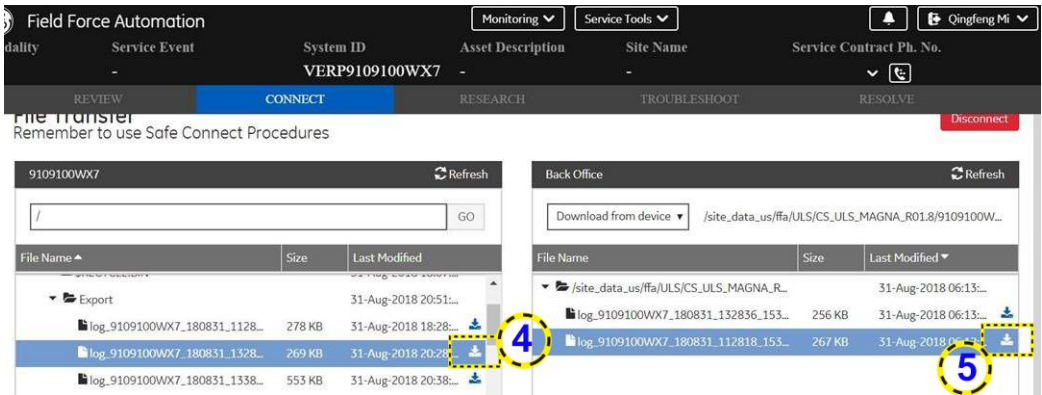 Field Force Automation Monitoring Service Tools Qingfeng Mi
dality Service Event System ID Asset Description Site Name Service Contract Ph. No.
- VERP9109100WX7 - -
REVIEW CONNECT RESEARCH TROUBLESHOOT RESOLVE
File Transfer Disconnect
Remember to use Safe Connect Procedures
9109100WX7 Refresh
/ GO
File Name Size Last Modified
Export 31-Aug-2018 20:51:...
log_9109100WX7_180831_1128... 278 KB 31-Aug-2018 18:28:...
log_9109100WX7_180831_1328... 269 KB 31-Aug-2018 20:28:...
log_9109100WX7_180831_1338... 553 KB 31-Aug-2018 20:38:...
4
Back Office Refresh
Download from device /site_data_us/ffa/ULS/CS_ULS_MAGNA_R01.8/9109100W...
File Name Size Last Modified
/site_data_us/ffa/ULS/CS_ULS_MAGNA_R... 31-Aug-2018 06:13:...
log_9109100WX7_180831_132836_153... 256 KB 31-Aug-2018 06:13:...
log_9109100WX7_180831_112818_153... 267 KB 31-Aug-2018
5